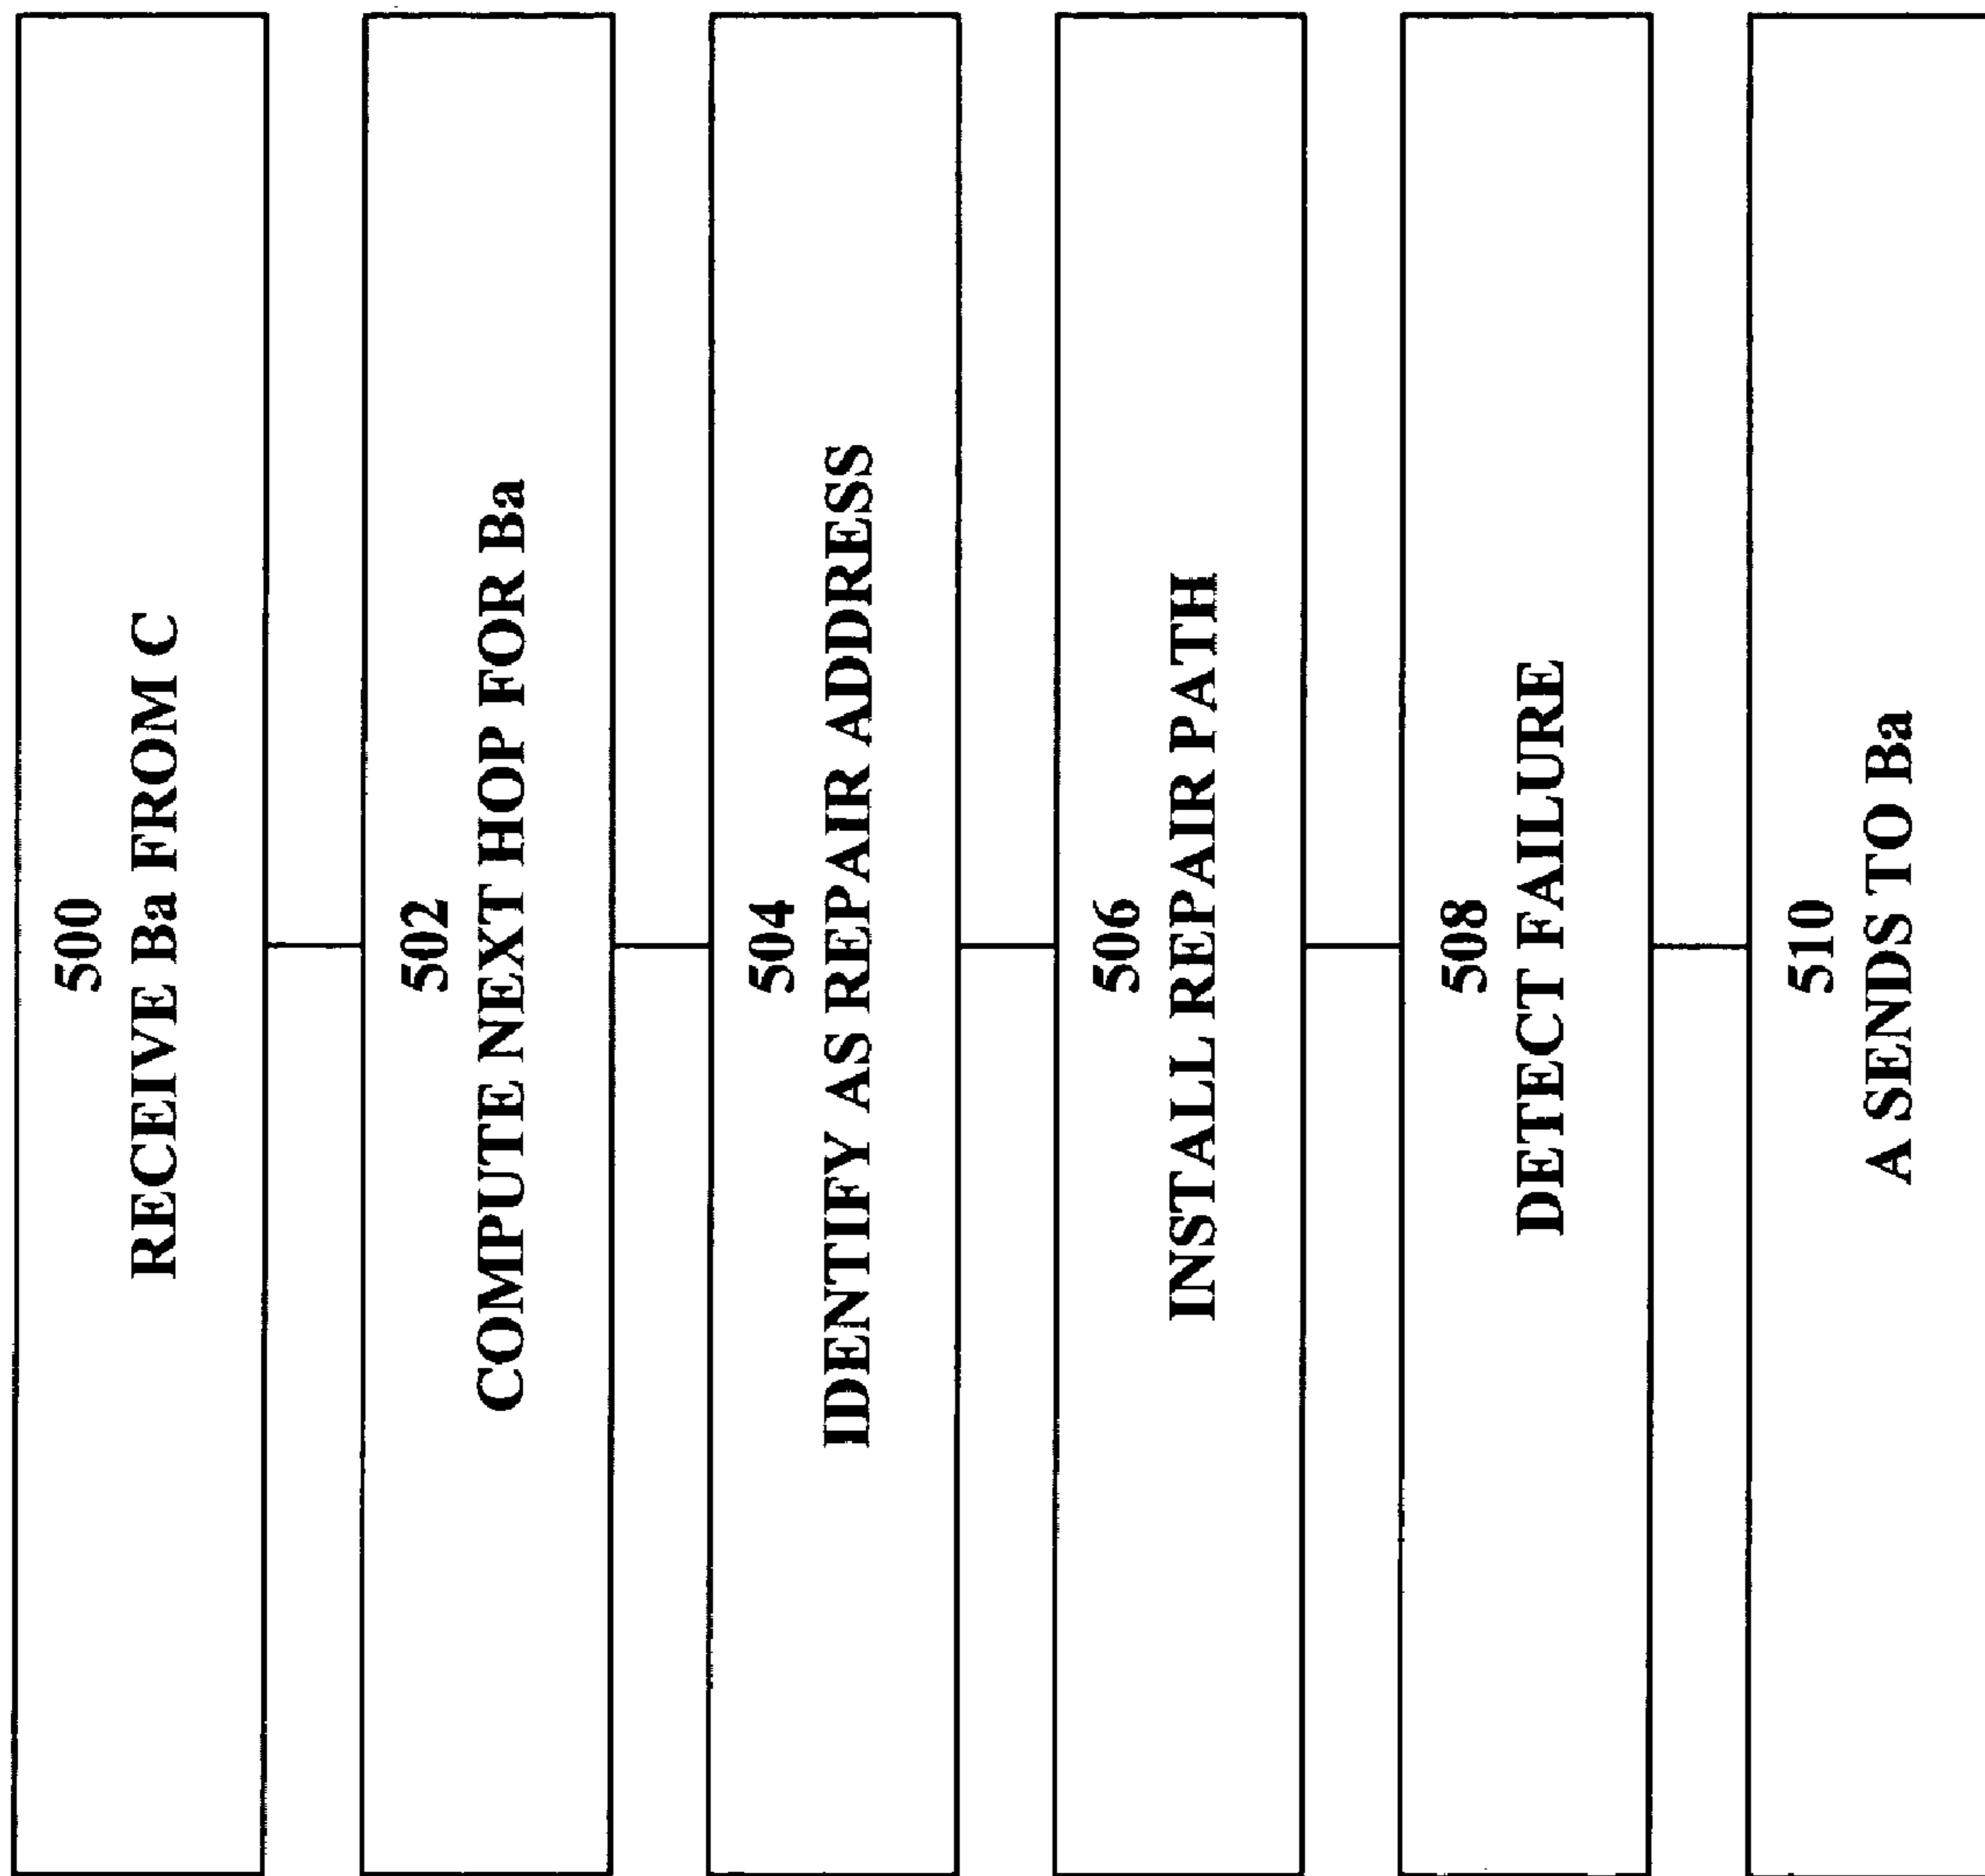 500
RECEIVE Ba FROM C
502
COMPUTE NEXT HOP FOR Ba
504
IDENTIFY AS REPAIR ADDRESS
506
INSTALL REPAIR PATH
508
DETECT FAILURE
510
A SENDS TO Ba